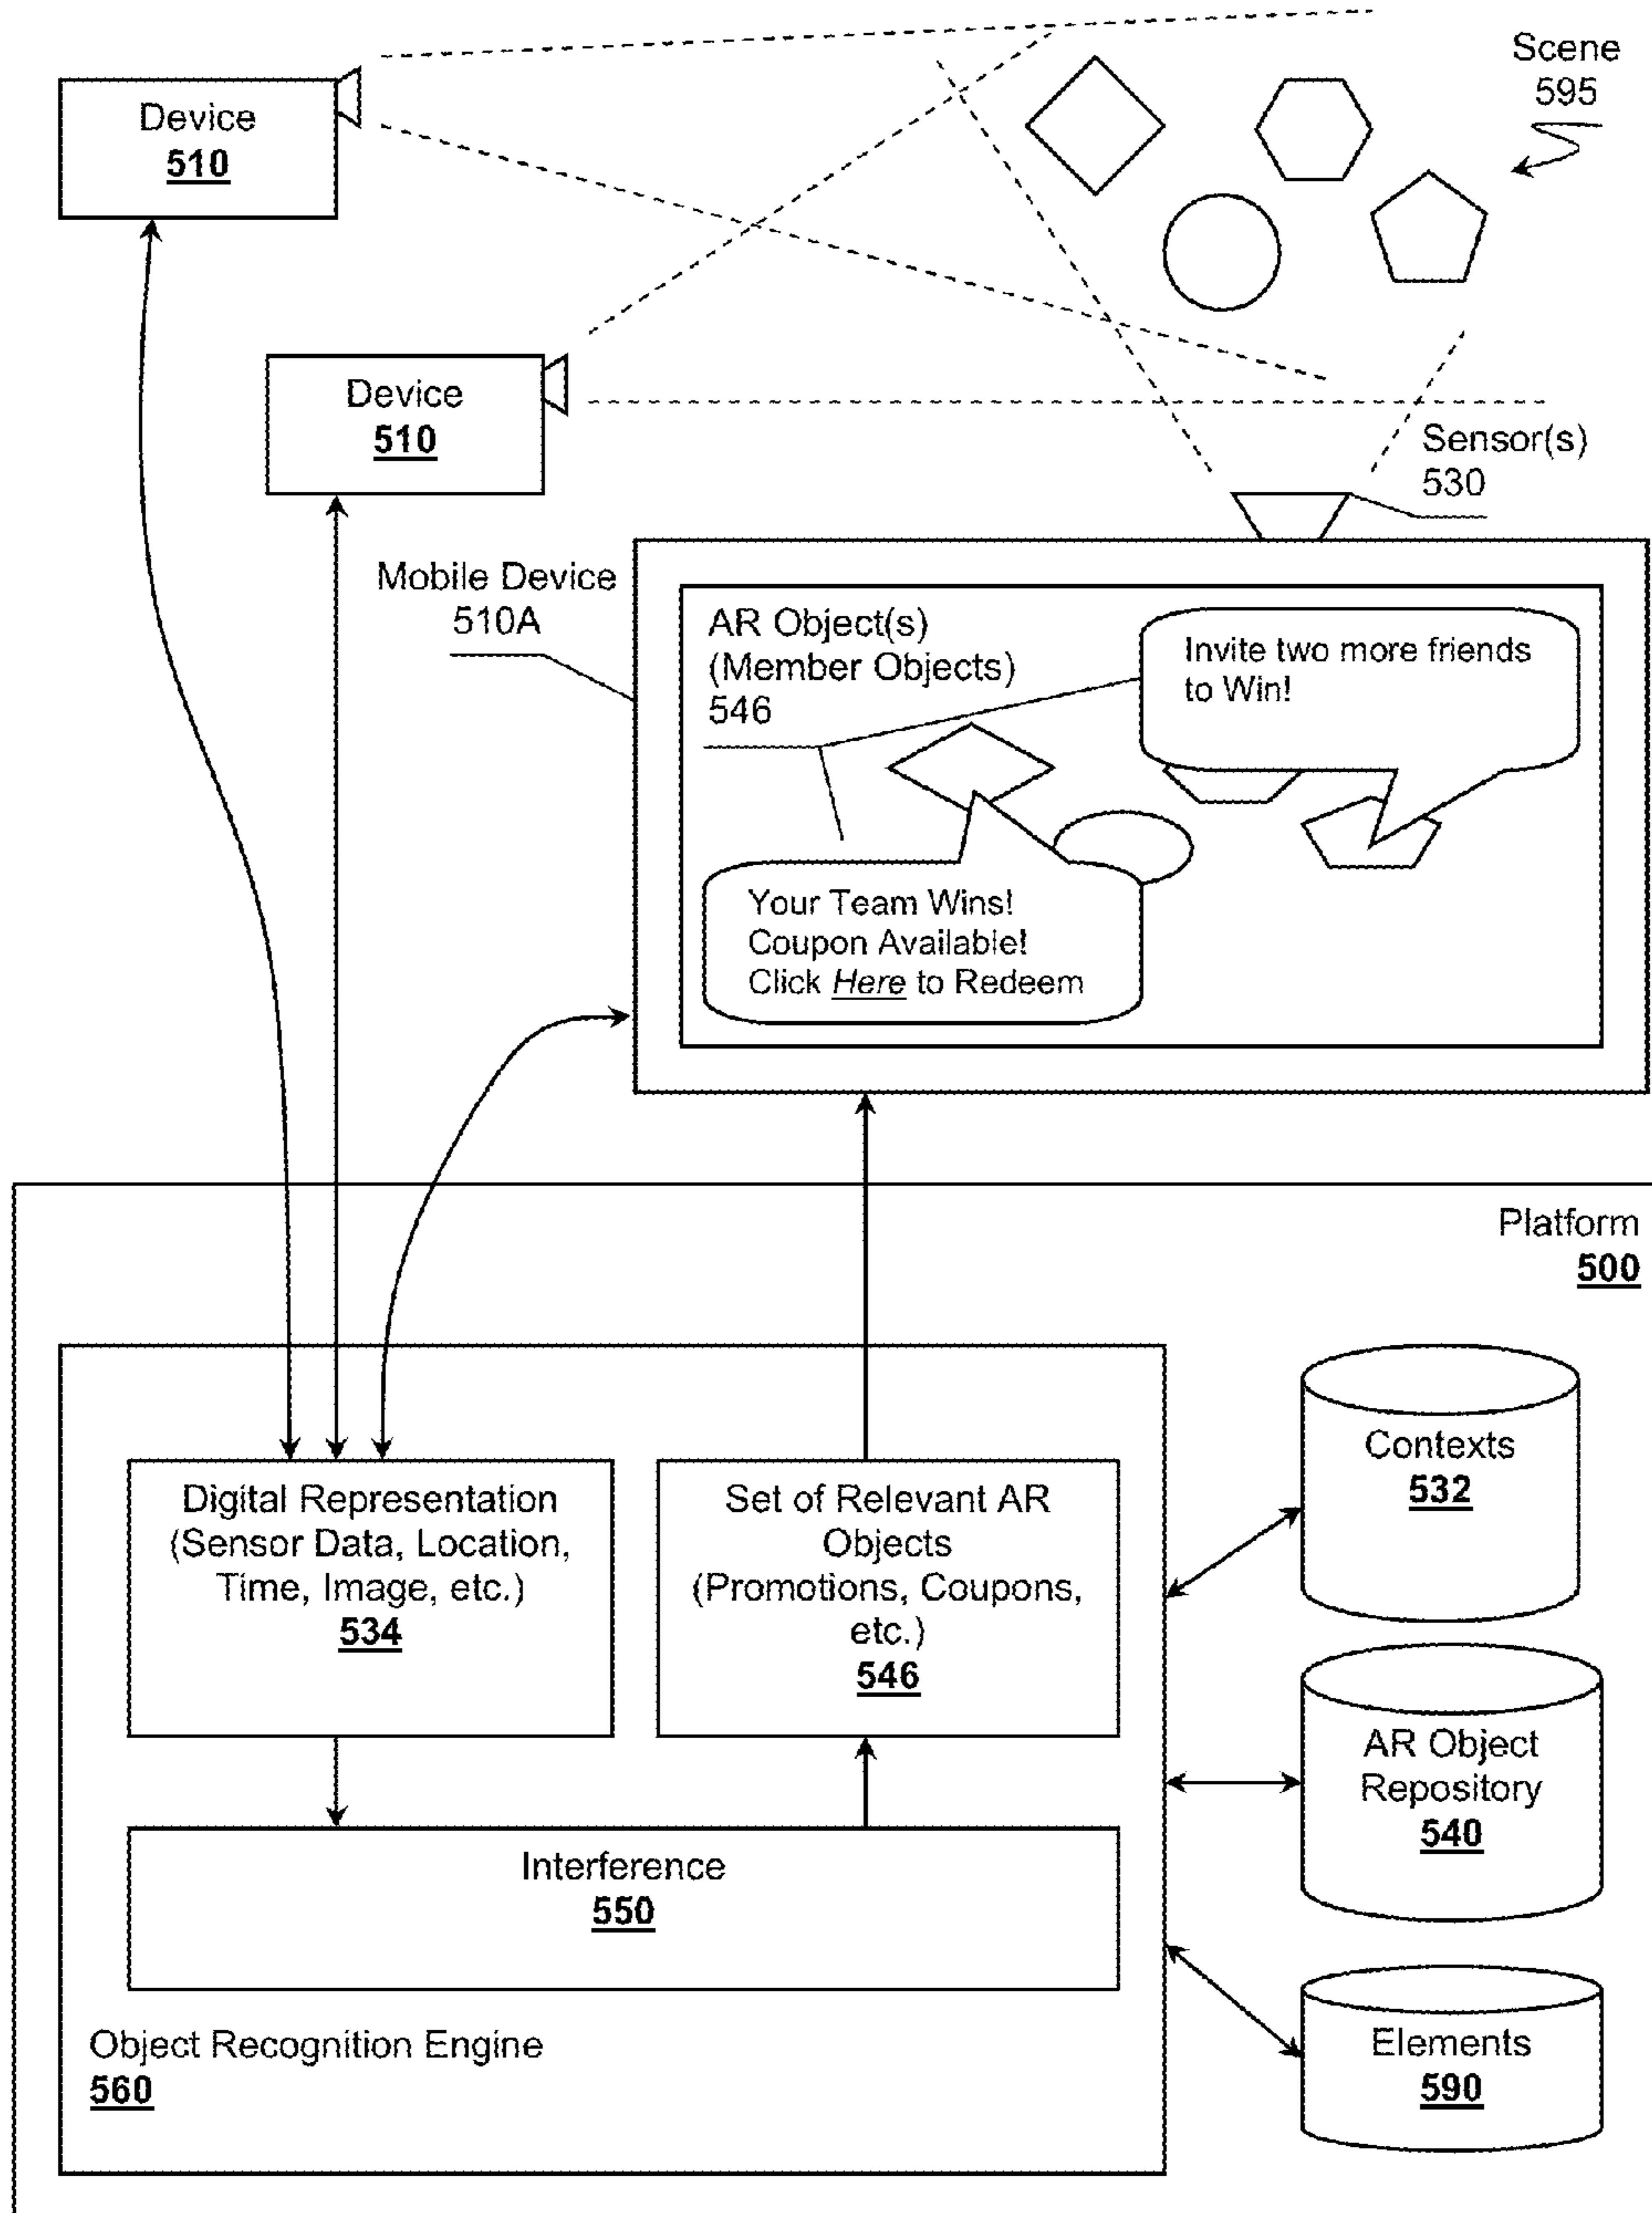 Scene
595
Device
510
Device
510
Sensor(s)
530
Mobile Device
510A
AR Object(s)
(Member Objects)
546
Invite two more friends
to Win!
Your Team Wins!
Coupon Available!
Click Here to Redeem
Platform
500
Digital Representation
(Sensor Data, Location,
Time, Image, etc.)
534
Set of Relevant AR
Objects
(Promotions, Coupons,
etc.)
546
Contexts
532
AR Object
Repository
540
Interference
550
Elements
590
Object Recognition Engine
560